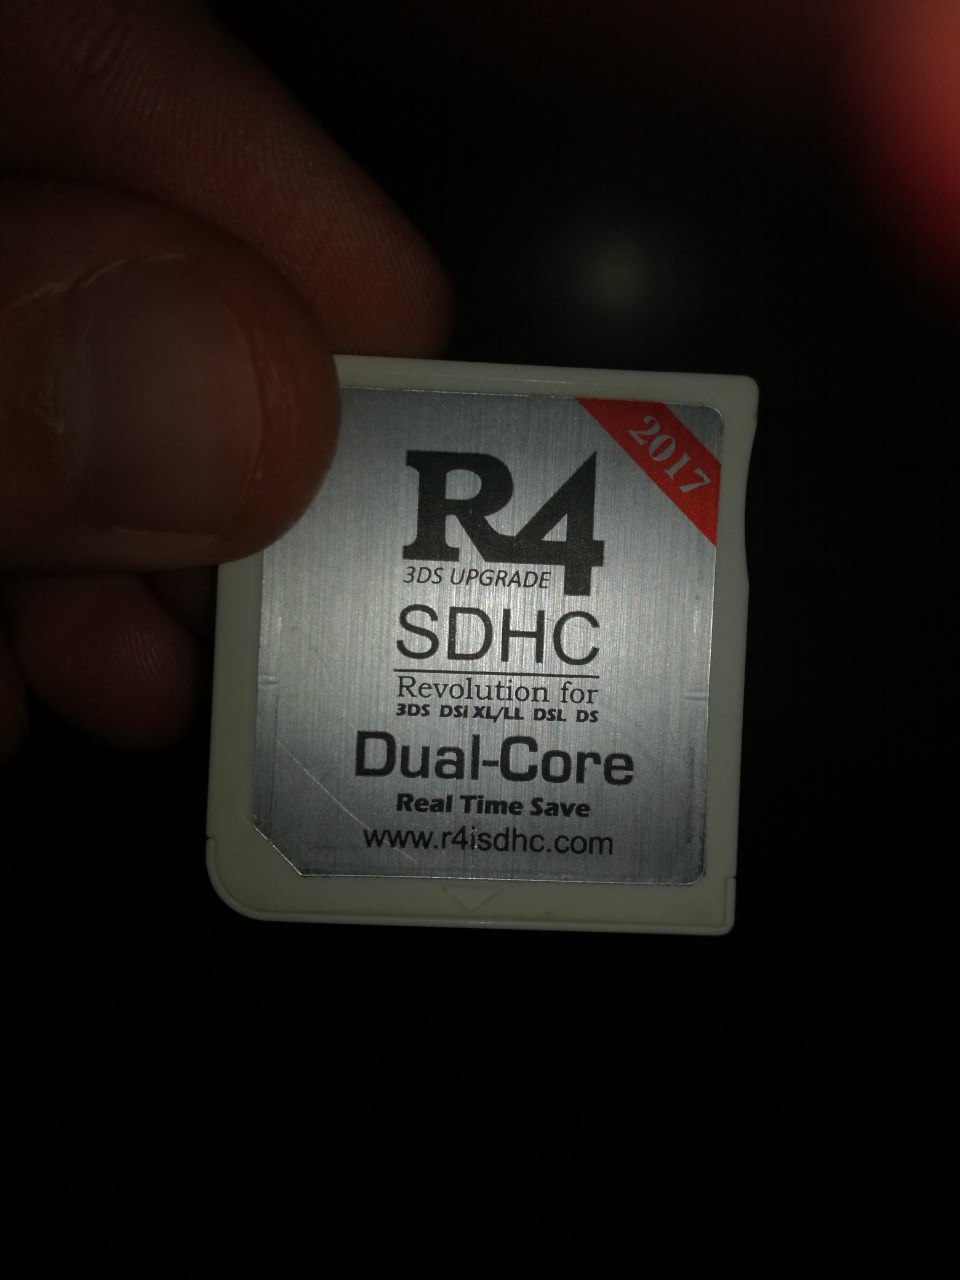 2017
R4
3DS UPGRADE
SDHC
Revolution for
3DS DSi XL/LL DSL DS
Dual-Core
Real Time Save
www.r4isdhc.com